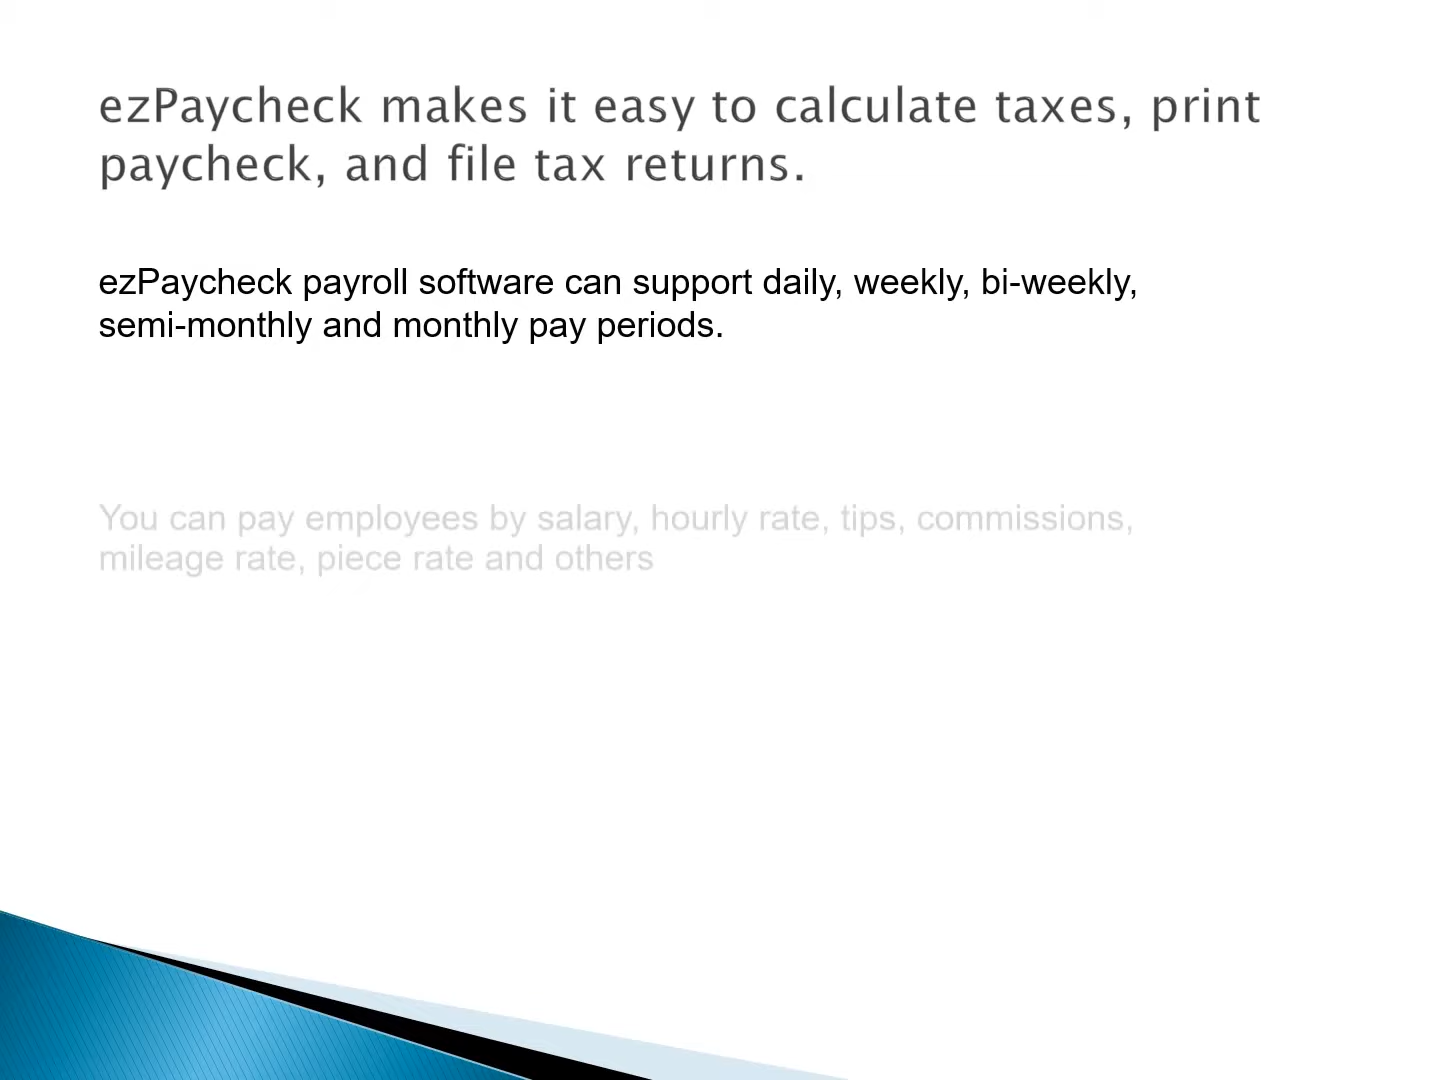 ezPaycheck makes it easy to calculate taxes, print
paycheck, and file tax returns.
ezPaycheck payroll software can support daily, weekly, bi-weekly,
semi-monthly and monthly pay periods.
You can pay employees by salary, hourly rate, tips, commissions,
mileage rate, piece rate and others